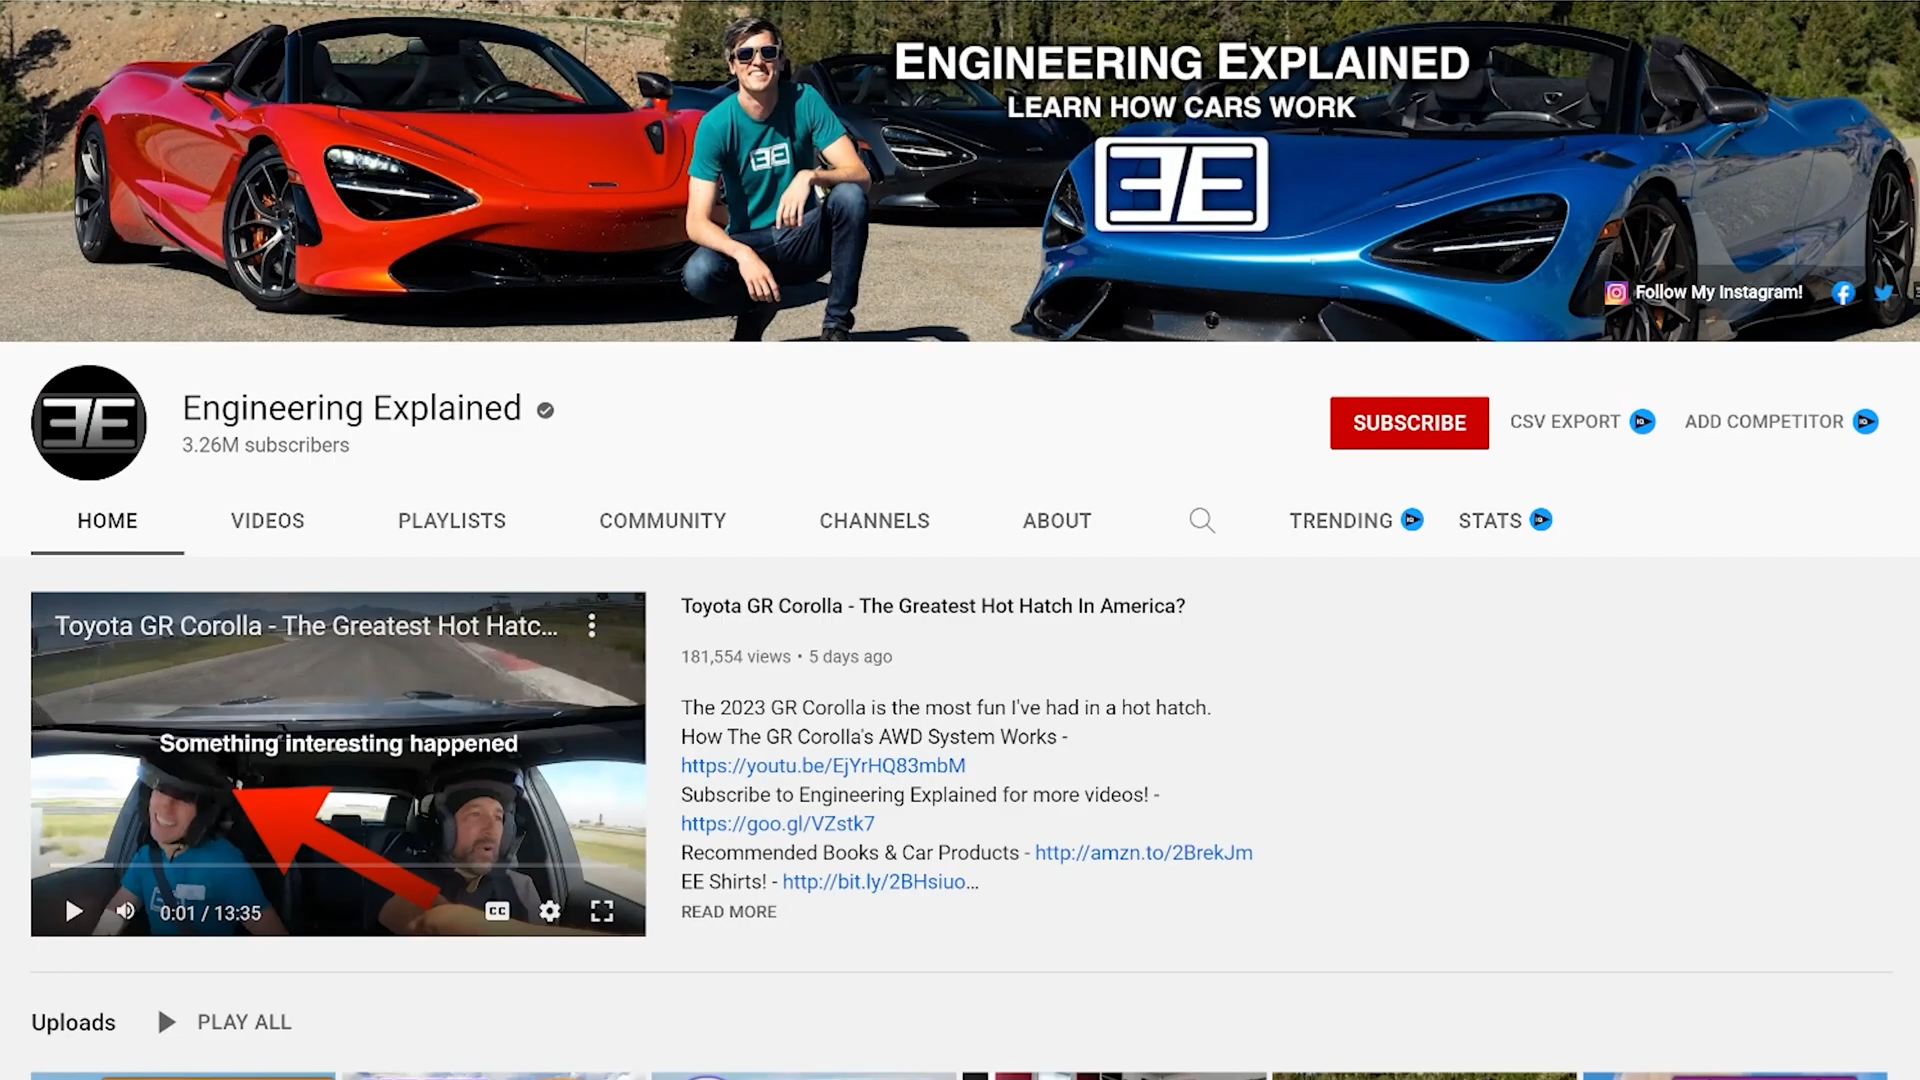 ENGINEERING EXPLAINED
LEARN HOW CARS WORK
Follow My Instagram!
Engineering Explained
3.26M subscribers
SUBSCRIBE
CSV EXPORT
ADD COMPETITOR
HOME
VIDEOS
PLAYLISTS
COMMUNITY
CHANNELS
ABOUT
TRENDING
STATS
Toyota GR Corolla - The Greatest Hot Hatc...
Something interesting happened
0:01 / 13:35
CC
Toyota GR Corolla - The Greatest Hot Hatch In America?
181,554 views • 5 days ago
The 2023 GR Corolla is the most fun I've had in a hot hatch.
How The GR Corolla's AWD System Works -
https://youtu.be/EjYrHQ83mbM
Subscribe to Engineering Explained for more videos! -
https://goo.gl/VZstk7
Recommended Books & Car Products - http://amzn.to/2BrekJm
EE Shirts! - http://bit.ly/2BHsiuo...
READ MORE
Uploads
PLAY ALL